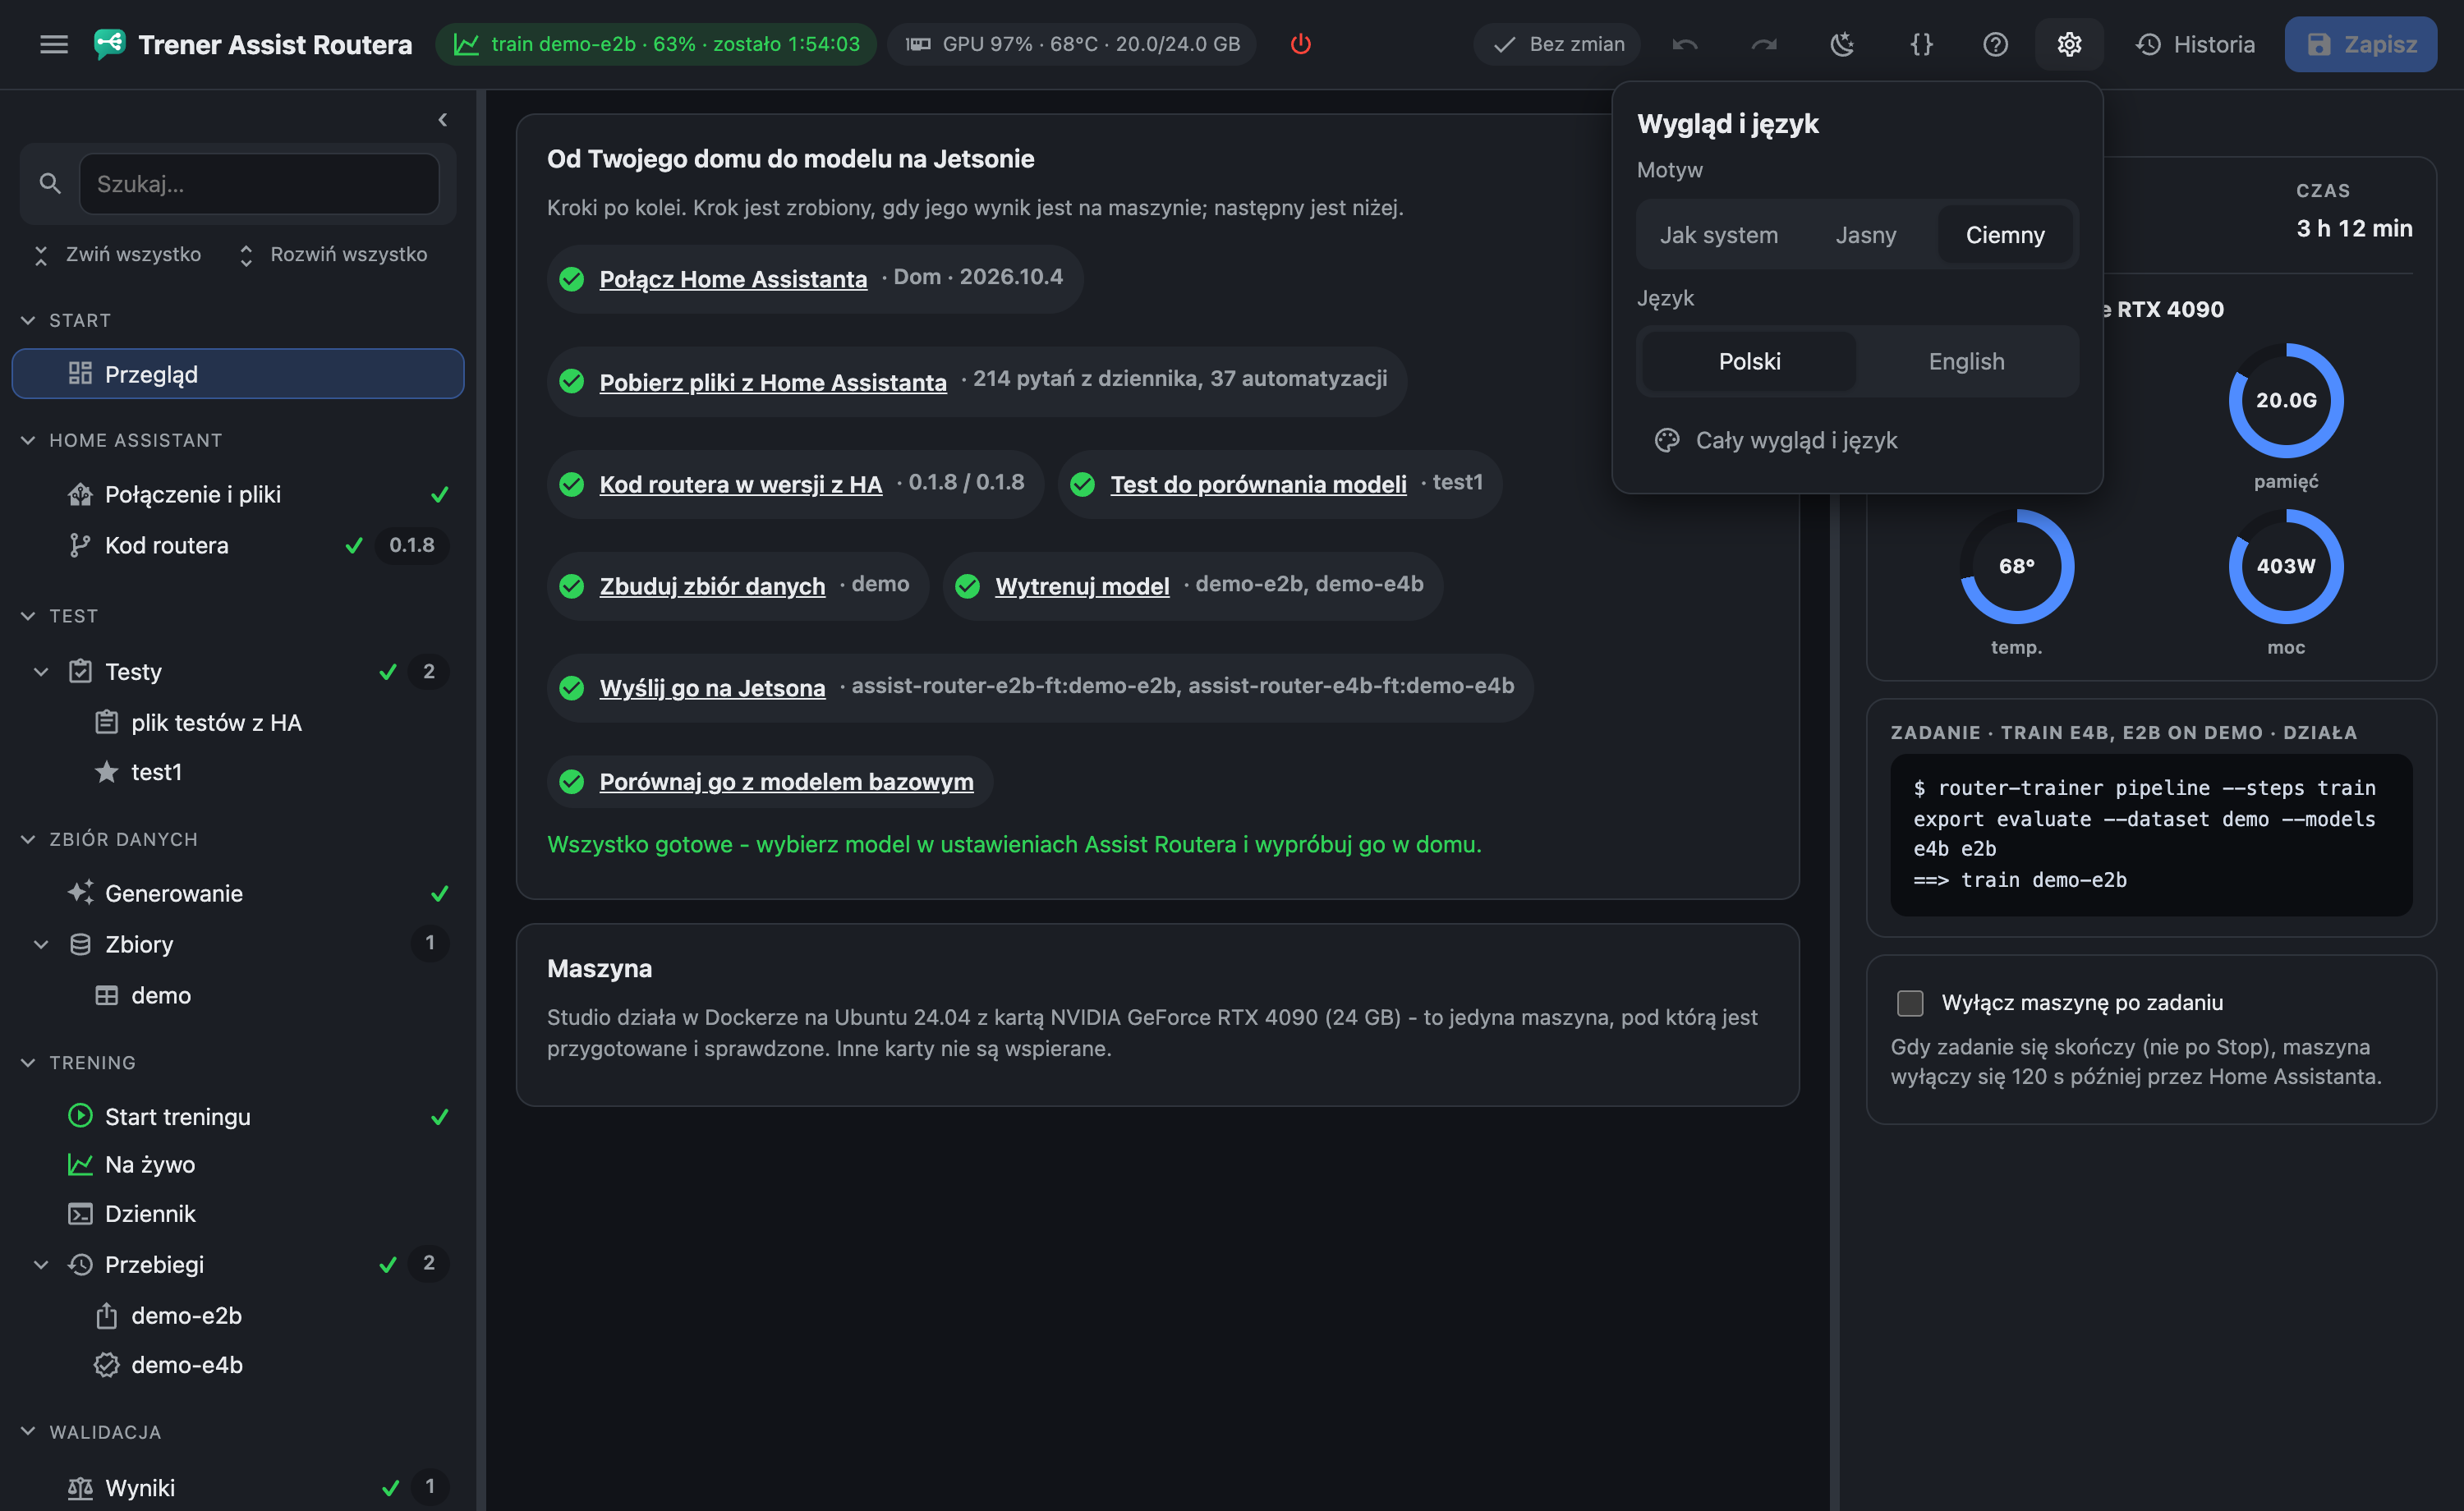 Trener Assist Routera
train demo-e2b · 63% · zostało 1:54:03
GPU 97% · 68°C · 20.0/24.0 GB
Bez zmian
{}
Historia
Zapisz
Szukaj...
Zwiń wszystko
Rozwiń wszystko
START
Przegląd
HOME ASSISTANT
Połączenie i pliki
Kod routera
0.1.8
TEST
Testy
2
plik testów z HA
test1
ZBIÓR DANYCH
Generowanie
Zbiory
1
demo
TRENING
Start treningu
Na żywo
Dziennik
Przebiegi
2
demo-e2b
demo-e4b
WALIDACJA
Wyniki
1
Od Twojego domu do modelu na Jetsonie
Kroki po kolei. Krok jest zrobiony, gdy jego wynik jest na maszynie; następny jest niżej.
Połącz Home Assistanta · Dom · 2026.10.4
Pobierz pliki z Home Assistanta · 214 pytań z dziennika, 37 automatyzacji
Kod routera w wersji z HA · 0.1.8 / 0.1.8
Test do porównania modeli · test1
Zbuduj zbiór danych · demo
Wytrenuj model · demo-e2b, demo-e4b
Wyślij go na Jetsona · assist-router-e2b-ft:demo-e2b, assist-router-e4b-ft:demo-e4b
Porównaj go z modelem bazowym
Wszystko gotowe - wybierz model w ustawieniach Assist Routera i wypróbuj go w domu.
Maszyna
Studio działa w Dockerze na Ubuntu 24.04 z kartą NVIDIA GeForce RTX 4090 (24 GB) - to jedyna maszyna, pod którą jest
przygotowane i sprawdzone. Inne karty nie są wspierane.
Wygląd i język
Motyw
Jak system
Jasny
Ciemny
Język
Polski
English
Cały wygląd i język
CZAS
3 h 12 min
e RTX 4090
20.0G
pamięć
68°
temp.
403W
moc
ZADANIE · TRAIN E4B, E2B ON DEMO · DZIAŁA
$ router-trainer pipeline --steps train
export evaluate --dataset demo --models
e4b e2b
==> train demo-e2b
Wyłącz maszynę po zadaniu
Gdy zadanie się skończy (nie po Stop), maszyna
wyłączy się 120 s później przez Home Assistanta.